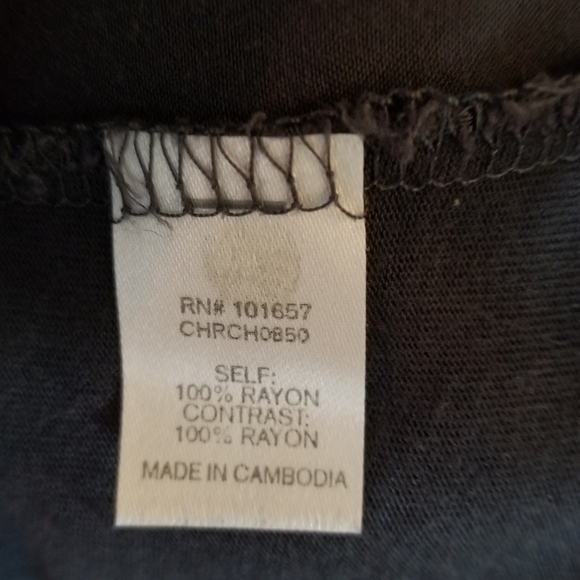 RN# 101657
CHRCH0850
SELF:
100% RAYON
CONTRAST:
100% RAYON
MADE IN CAMBODIA